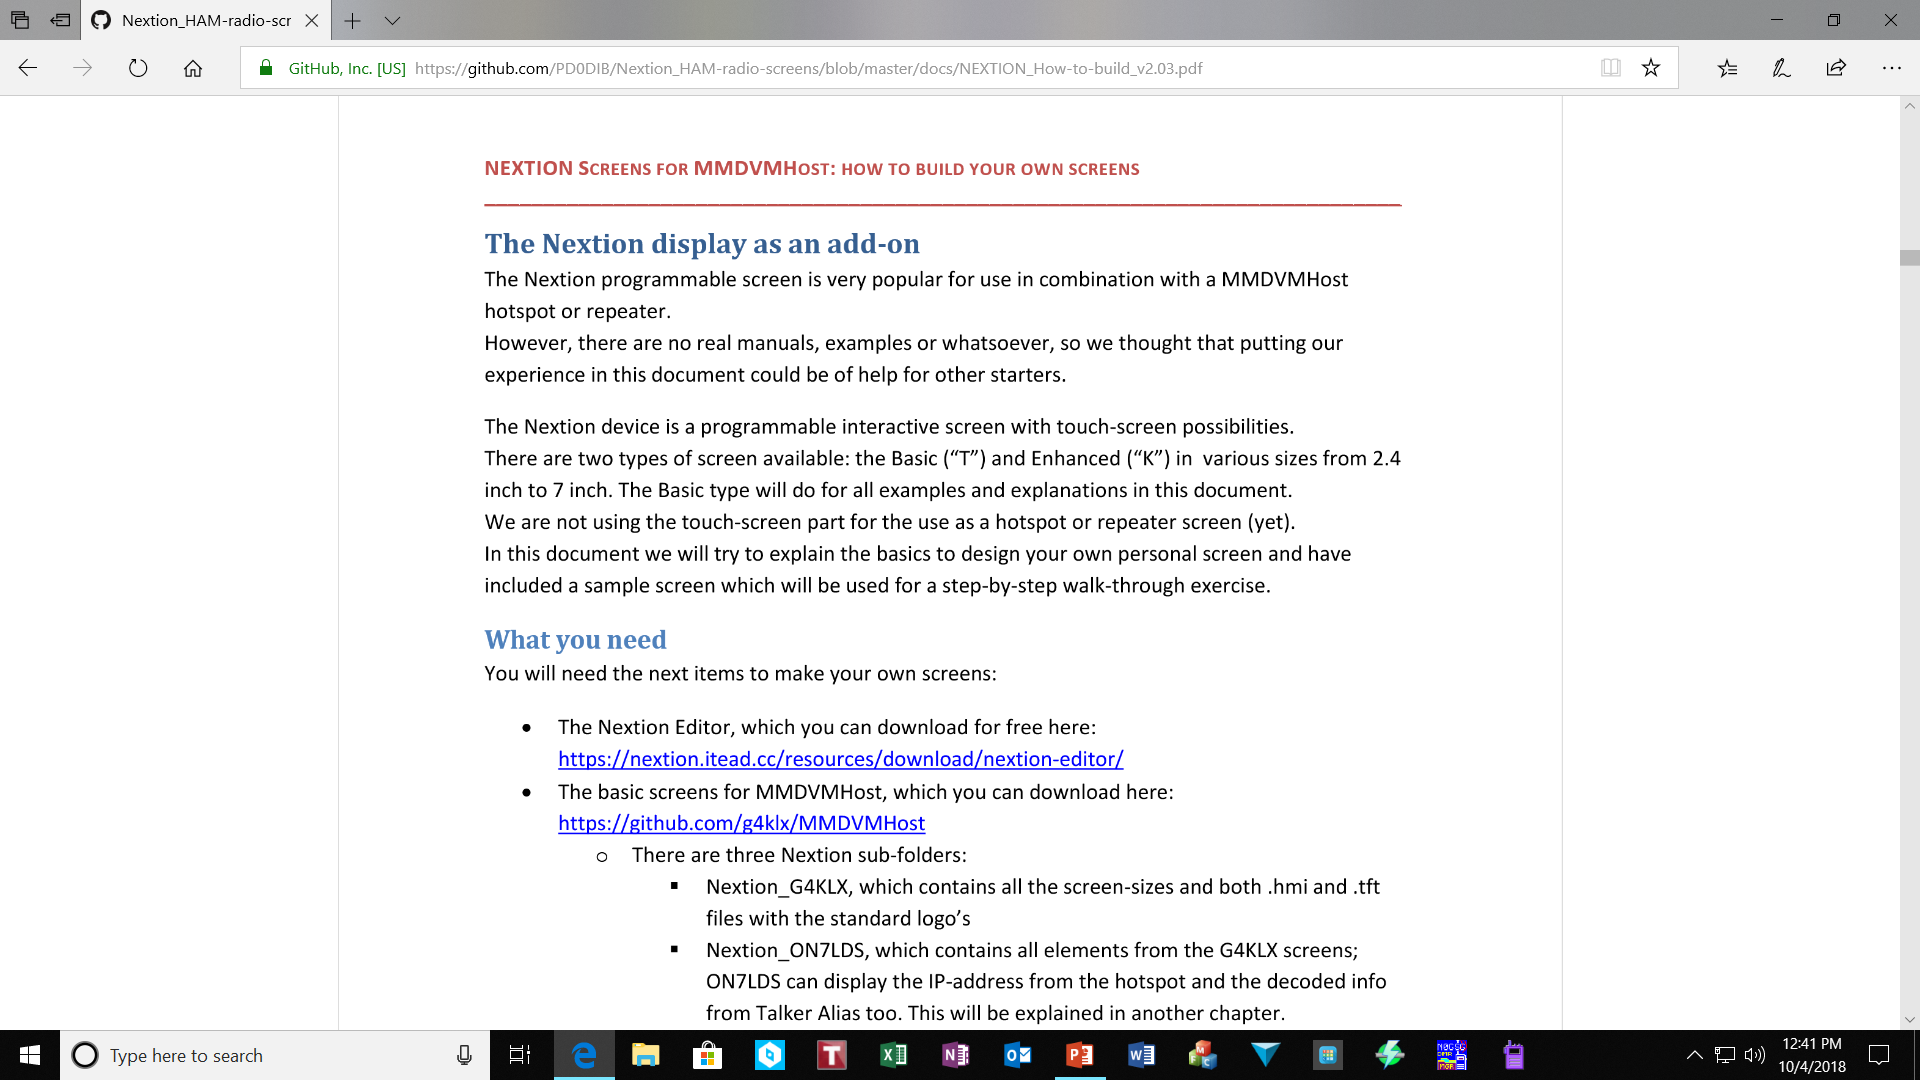 Nextion_HAM-radio-scr
GitHub, Inc. [US] https://github.com/PD0DIB/Nextion_HAM-radio-screens/blob/master/docs/NEXTION_How-to-build_v2.03.pdf
NEXTION SCREENS FOR MMDVMHOST: HOW TO BUILD YOUR OWN SCREENS
The Nextion display as an add-on
The Nextion programmable screen is very popular for use in combination with a MMDVMHost
hotspot or repeater.
However, there are no real manuals, examples or whatsoever, so we thought that putting our
experience in this document could be of help for other starters.
The Nextion device is a programmable interactive screen with touch-screen possibilities.
There are two types of screen available: the Basic (“T”) and Enhanced (“K”) in  various sizes from 2.4
inch to 7 inch. The Basic type will do for all examples and explanations in this document.
We are not using the touch-screen part for the use as a hotspot or repeater screen (yet).
In this document we will try to explain the basics to design your own personal screen and have
included a sample screen which will be used for a step-by-step walk-through exercise.
What you need
You will need the next items to make your own screens:
• The Nextion Editor, which you can download for free here:
https://nextion.itead.cc/resources/download/nextion-editor/
• The basic screens for MMDVMHost, which you can download here:
https://github.com/g4klx/MMDVMHost
o There are three Nextion sub-folders:
▪ Nextion_G4KLX, which contains all the screen-sizes and both .hmi and .tft
files with the standard logo’s
▪ Nextion_ON7LDS, which contains all elements from the G4KLX screens;
ON7LDS can display the IP-address from the hotspot and the decoded info
from Talker Alias too. This will be explained in another chapter.
Type here to search
12:41 PM
10/4/2018